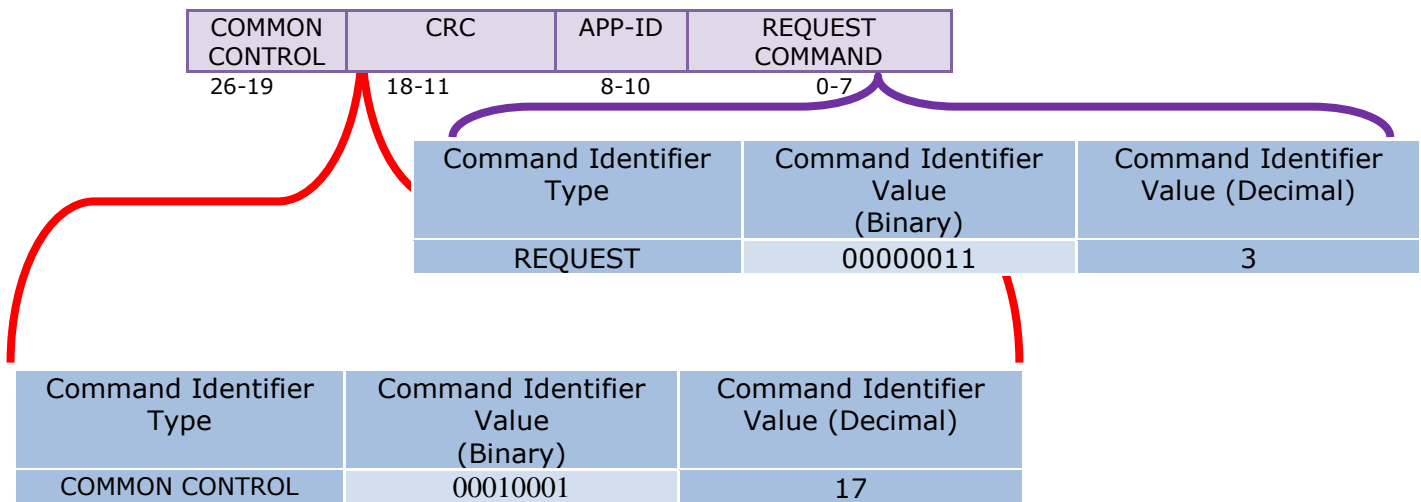 COMMON CONTROL
CRC
APP-ID
REQUEST COMMAND
26-19
18-11
8-10
0-7
Command Identifier Type
Command Identifier Value (Binary)
Command Identifier Value (Decimal)
REQUEST
00000011
3
Command Identifier Type
Command Identifier Value (Binary)
Command Identifier Value (Decimal)
COMMON CONTROL
00010001
17